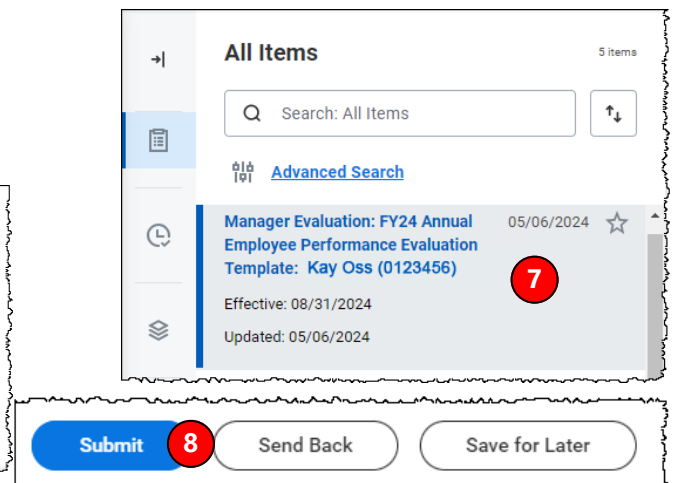 All Items
5 items
Search: All Items
Advanced Search
Manager Evaluation: FY24 Annual
05/06/2024
Employee Performance Evaluation
Template: Kay Oss (0123456)
7
Effective: 08/31/2024
Updated: 05/06/2024
Submit
8
Send Back
Save for Later